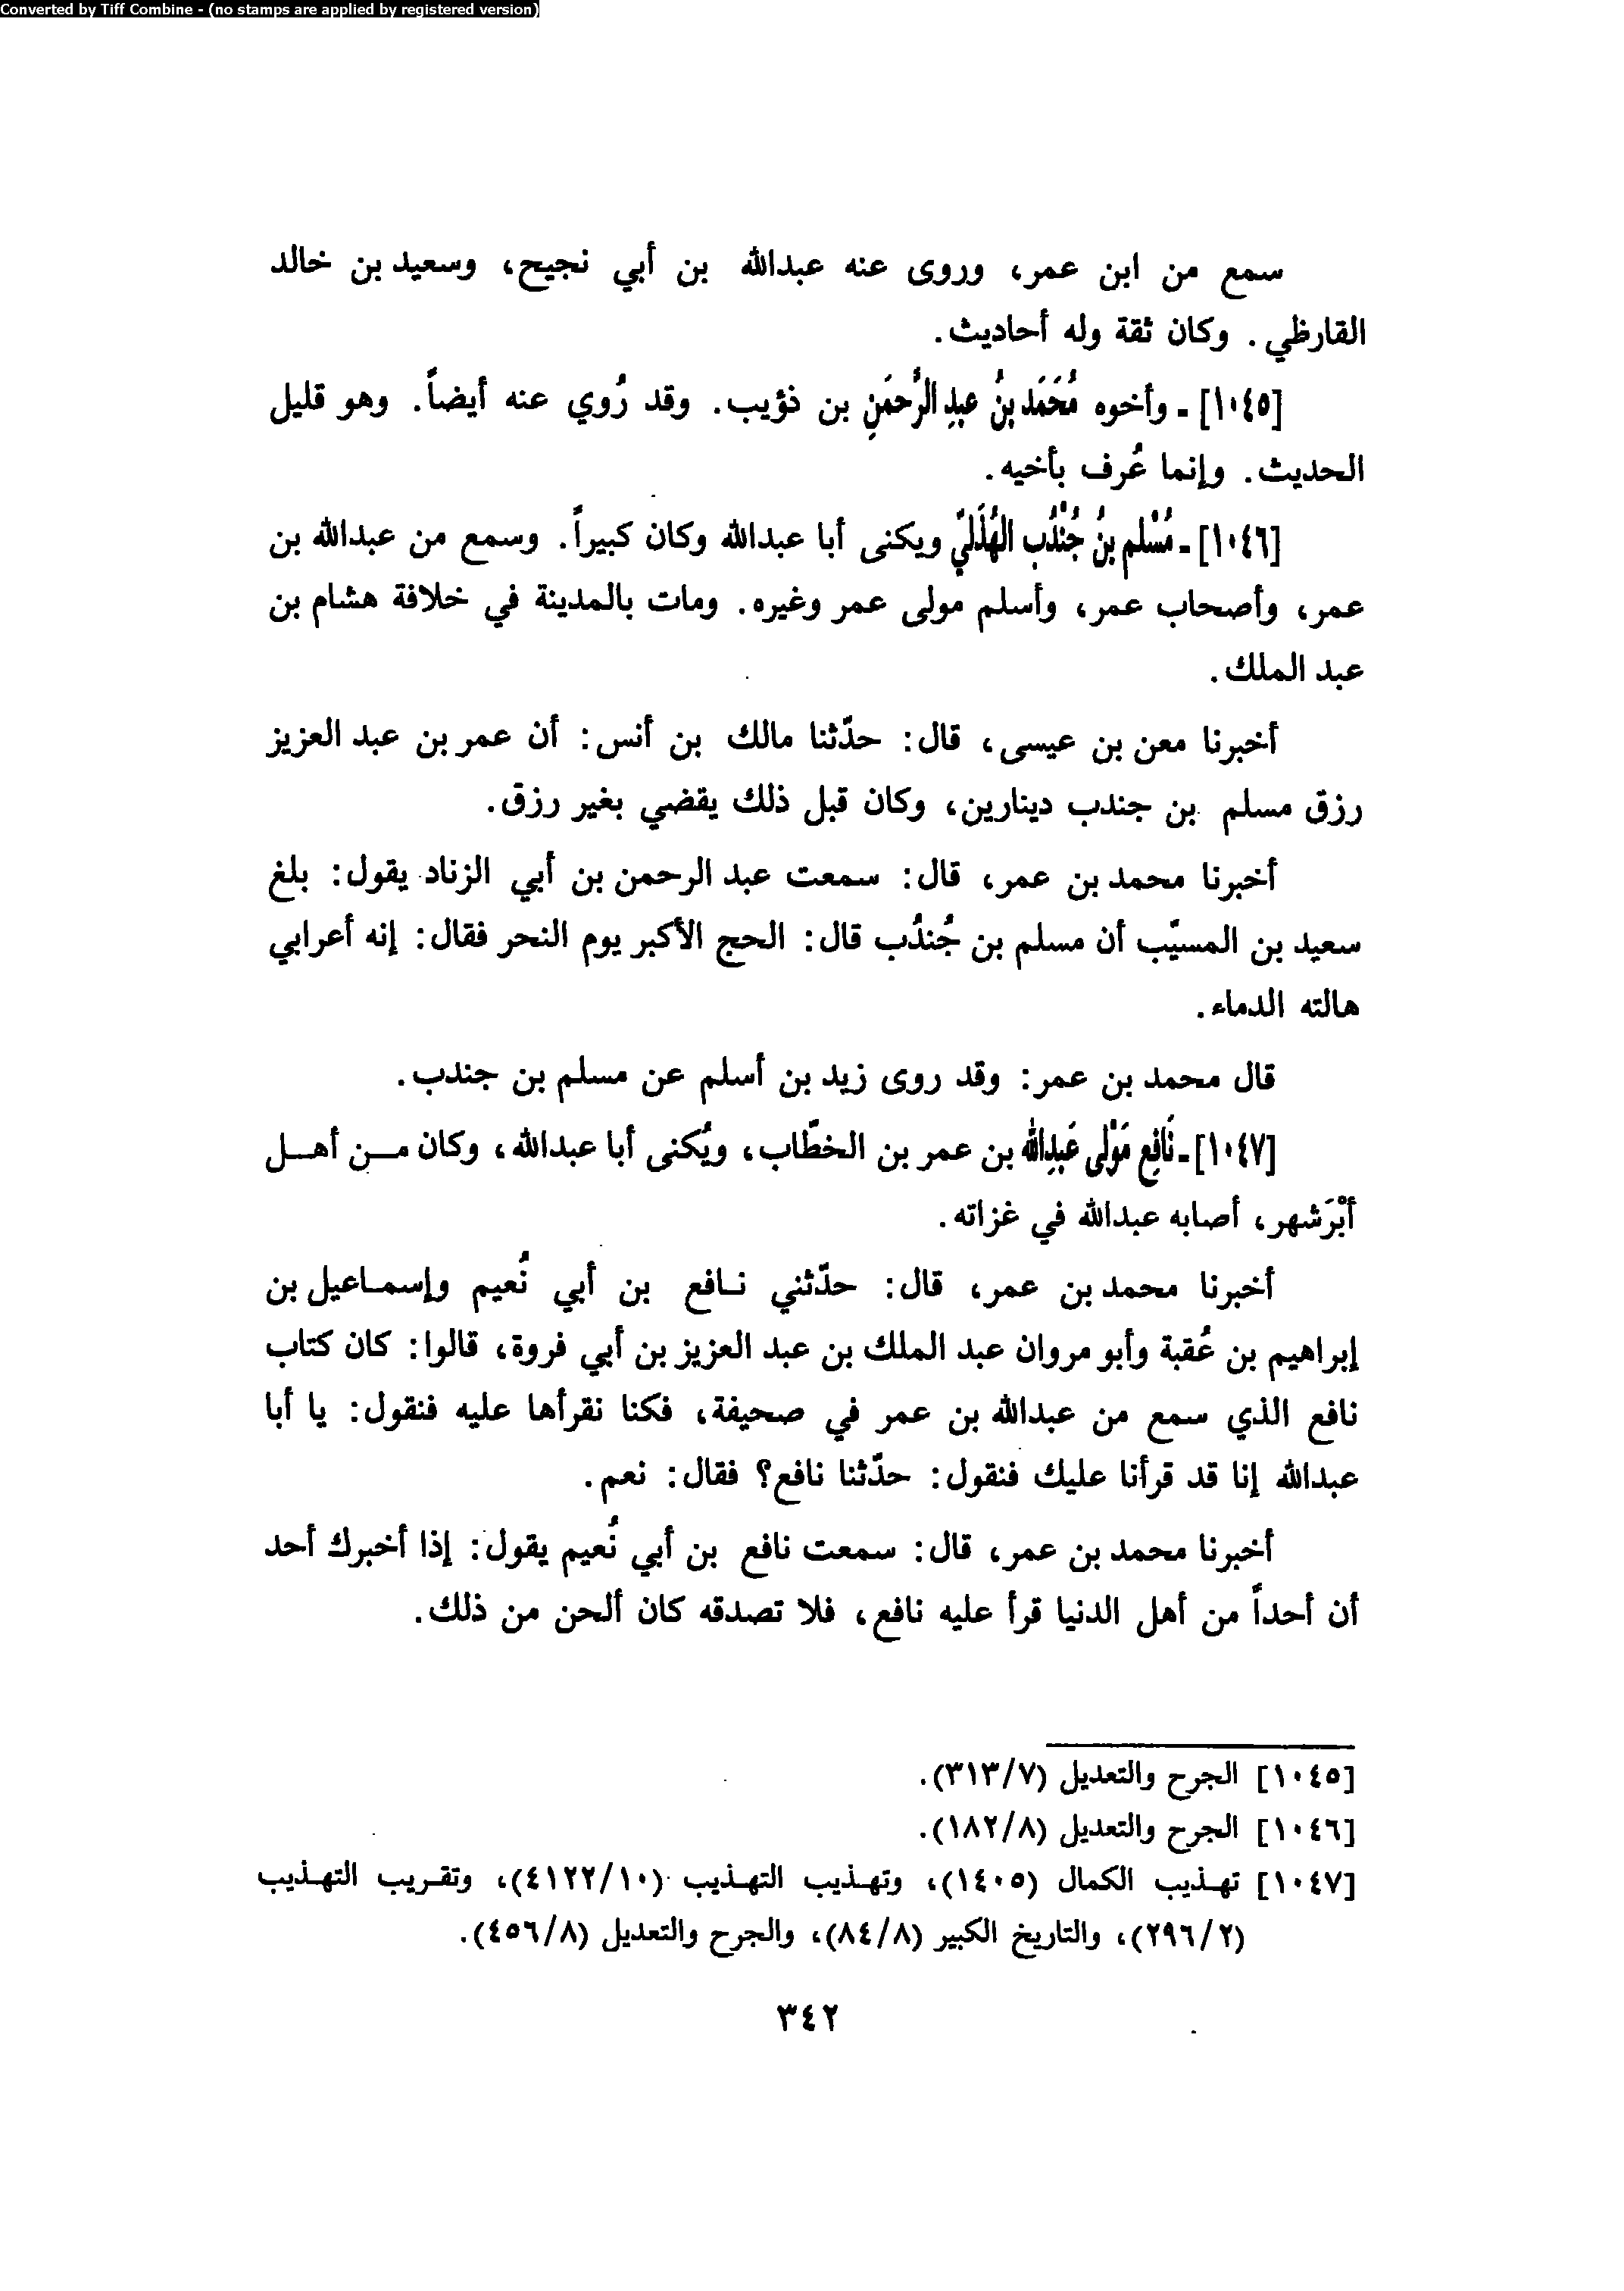 Converted by Tiff Combine - (no stamps are applied by registered version)
سمع من ابن عمر، وروى عنه عبدالله بن أبي نجيح، وسعيد بن خالد
القارظي. وكان ثقة وله أحاديث.
[١٠٤٥] - وأخوه مُحَمَد بنُ عبدِ الرُحمَنِ بن ذؤيب. وقد رُوي عنه أيضاً. وهو قليل
الحديث. وإنما عُرف بأخيه.
[١٠٤٦] - مُسْلم بنُ جُنْدُب الهُذَليّ ويكنى أبا عبدالله وكان كبيراً. وسمع من عبدالله بن
عمر، وأصحاب عمر، وأسلم مولى عمر وغيره. ومات بالمدينة في خلافة هشام بن
عبد الملك.
أخبرنا معن بن عيسى، قال: حدّثنا مالك بن أنس: أن عمر بن عبد العزيز
رزق مسلم بن جندب دينارين، وكان قبل ذلك يقضي بغير رزق.
أخبرنا محمد بن عمر، قال: سمعت عبد الرحمن بن أبي الزناد يقول: بلغ
سعيد بن المسيّب أن مسلم بن جُندُب قال: الحج الأكبر يوم النحر فقال: إنه أعرابي
هالته الدماء.
قال محمد بن عمر: وقد روى زيد بن أسلم عن مسلم بن جندب.
[١٠٤٧] - نَافِع مَوْلى عَبدِالله بن عمر بن الخطّاب، ويُكنى أبا عبدالله، وكان من أهل
أبْرَشهر، أصابه عبدالله في غزاته.
أخبرنا محمد بن عمر، قال: حدّثني نافع بن أبي نُعيم وإسماعيل بن
إبراهيم بن عُقبة وأبو مروان عبد الملك بن عبد العزيز بن أبي فروة، قالوا: كان كتاب
نافع الذي سمع من عبدالله بن عمر في صحيفة، فكنا نقرأها عليه فنقول: يا أبا
عبدالله إنا قد قرأنا عليك فنقول: حدّثنا نافع؟ فقال: نعم.
أخبرنا محمد بن عمر، قال: سمعت نافع بن أبي نُعيم يقول: إذا أخبرك أحد
أن أحداً من أهل الدنيا قرأ عليه نافع، فلا تصدقه كان ألحن من ذلك.
[١٠٤٥] الجرح والتعديل (٣١٣/٧).
[١٠٤٦] الجرح والتعديل (١٨٢/٨).
[١٠٤٧] تهذيب الكمال (١٤٠٥)، وتهذيب التهذيب (٤١٢٢/١٠)، وتقريب التهذيب
(٢٩٦/٢)، والتاريخ الكبير (٨٤/٨)، والجرح والتعديل (٤٥٦/٨).
٣٤٢